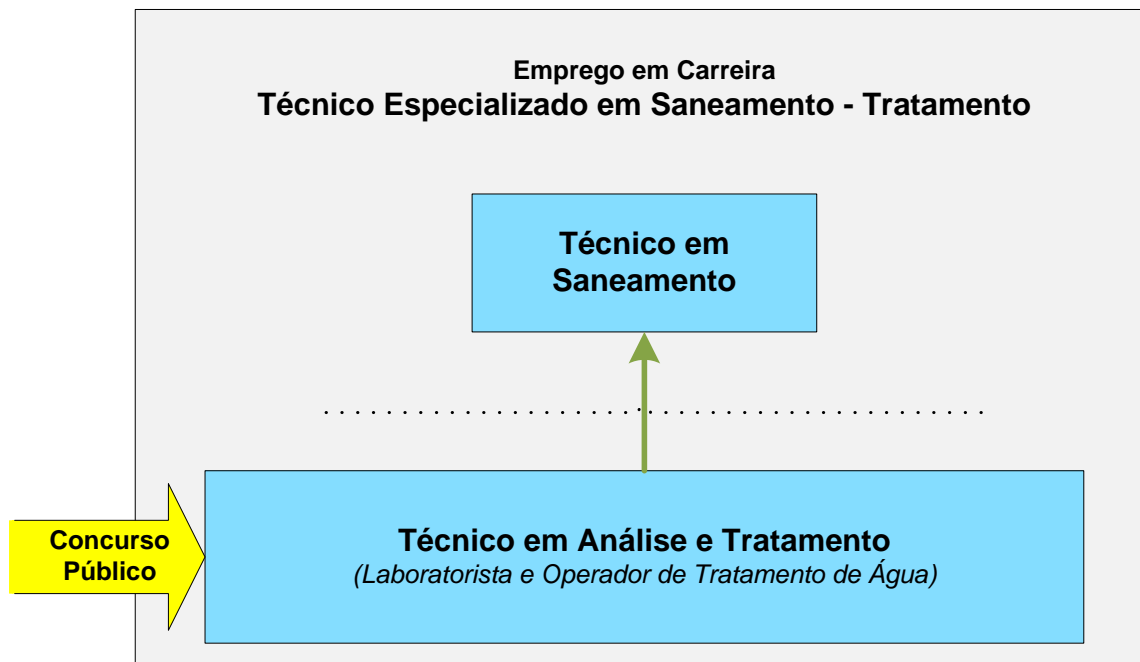 Emprego em Carreira
Técnico Especializado em Saneamento - Tratamento
Técnico em
Saneamento
Concurso
Público
Técnico em Análise e Tratamento
(Laboratorista e Operador de Tratamento de Água)